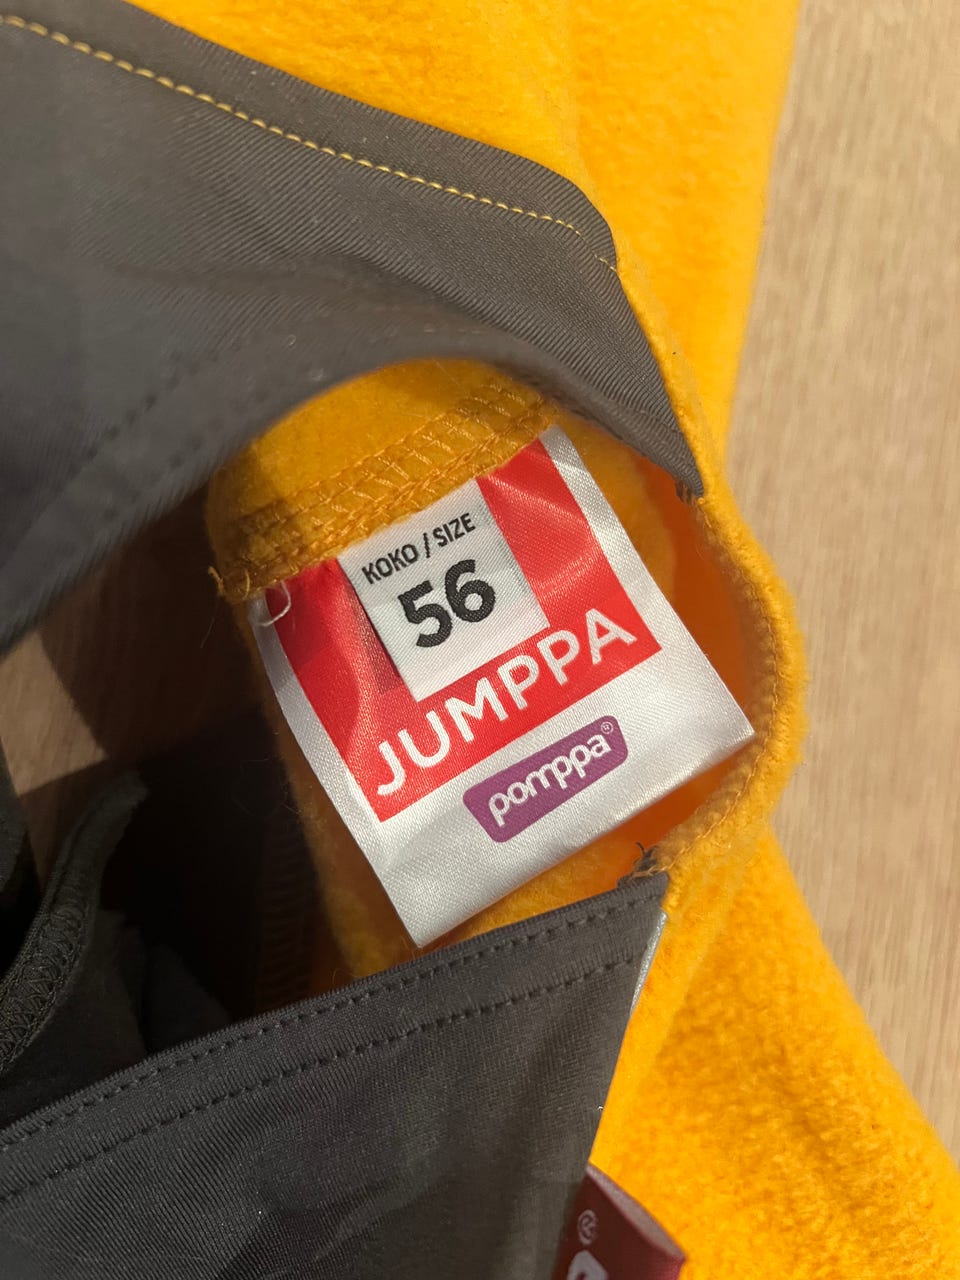 KOKO / SIZE
56
JUMPPA
pomppa®
®